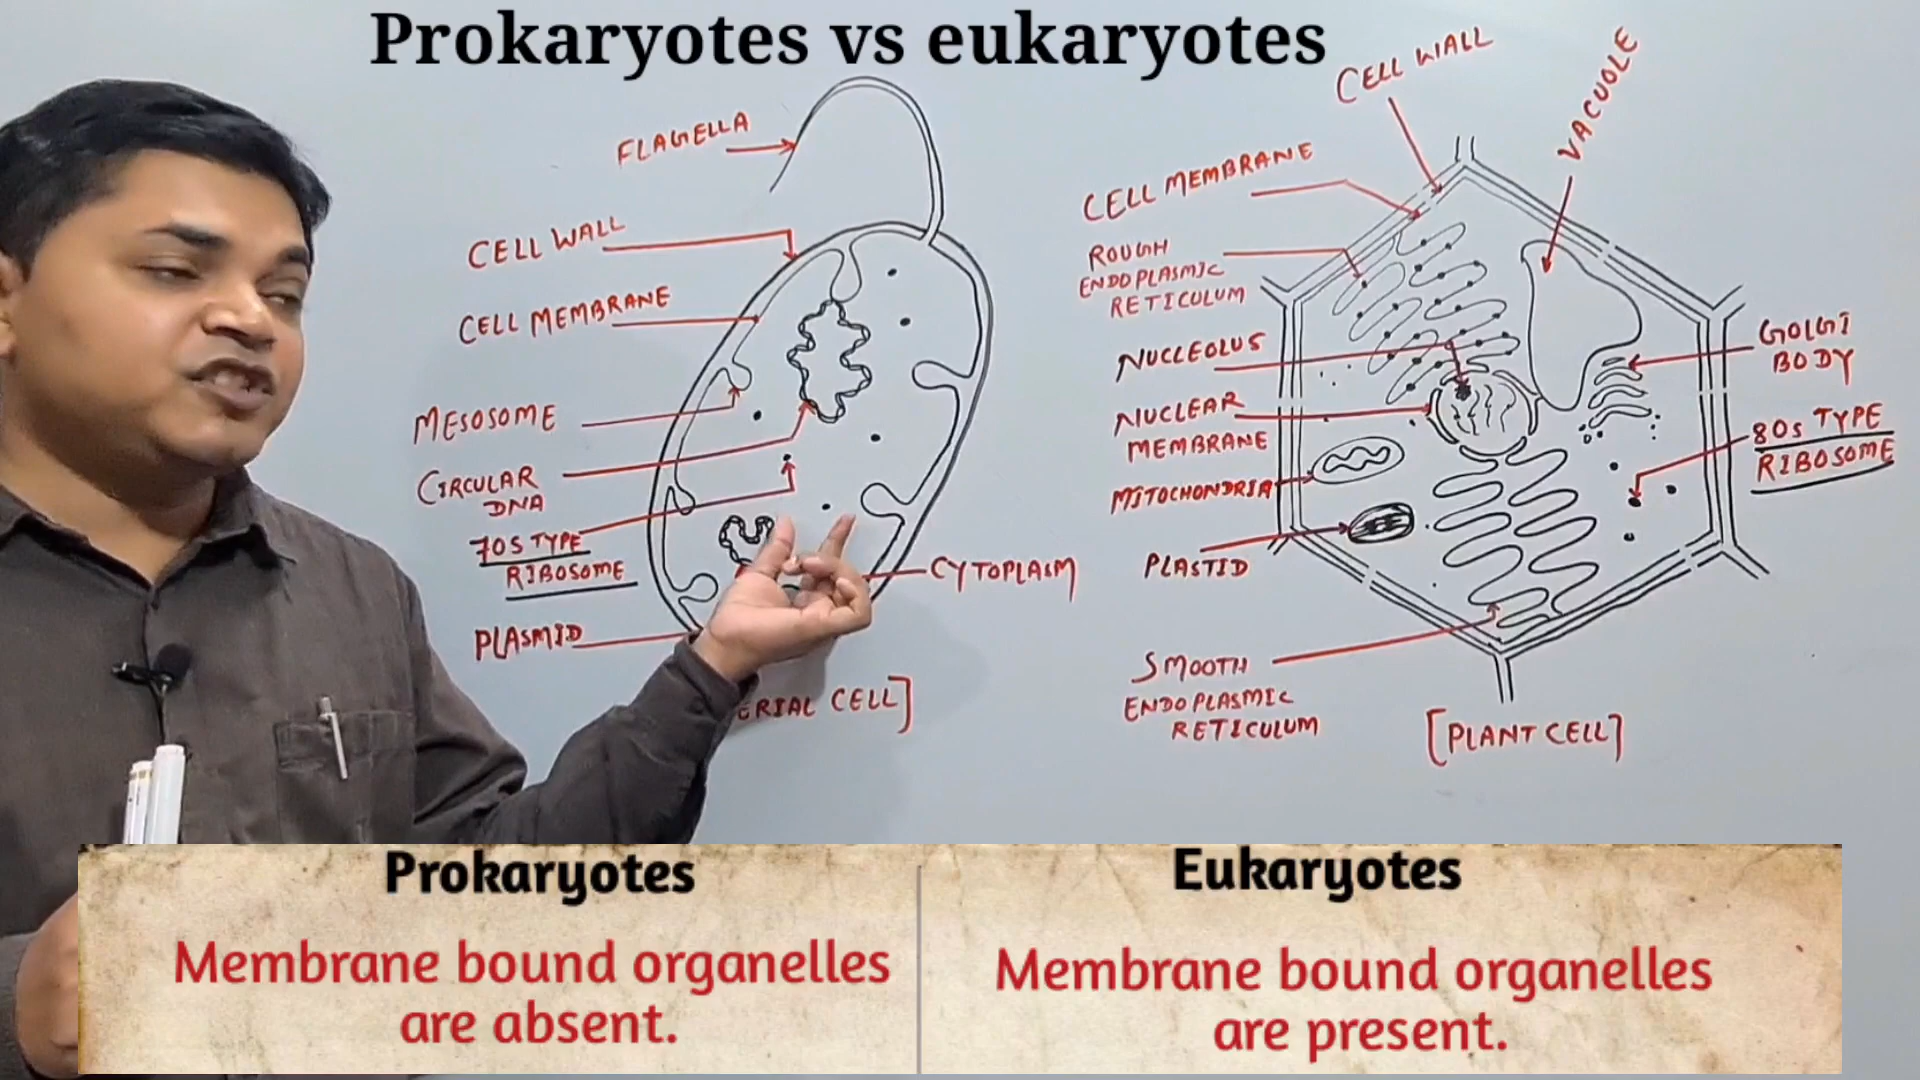 Prokaryotes vs eukaryotes
FLAGELLA
CELL WALL
CELL MEMBRANE
MESOSOME
CIRCULAR
DNA
70S TYPE
RIBOSOME
PLASMID
CYTOPLASM
CELL]
CELL WALL
VACUOLE
CELL MEMBRANE
ROUGH
ENDOPLASMIC
RETICULUM
NUCLEOLUS
NUCLEAR
MEMBRANE
MITOCHONDRIA
PLASTID
SMOOTH
ENDOPLASMIC
RETICULUM
GOLGI
BODY
80s TYPE
RIBOSOME
[PLANT CELL]
Prokaryotes
Membrane bound organelles
are absent.
Eukaryotes
Membrane bound organelles
are present.